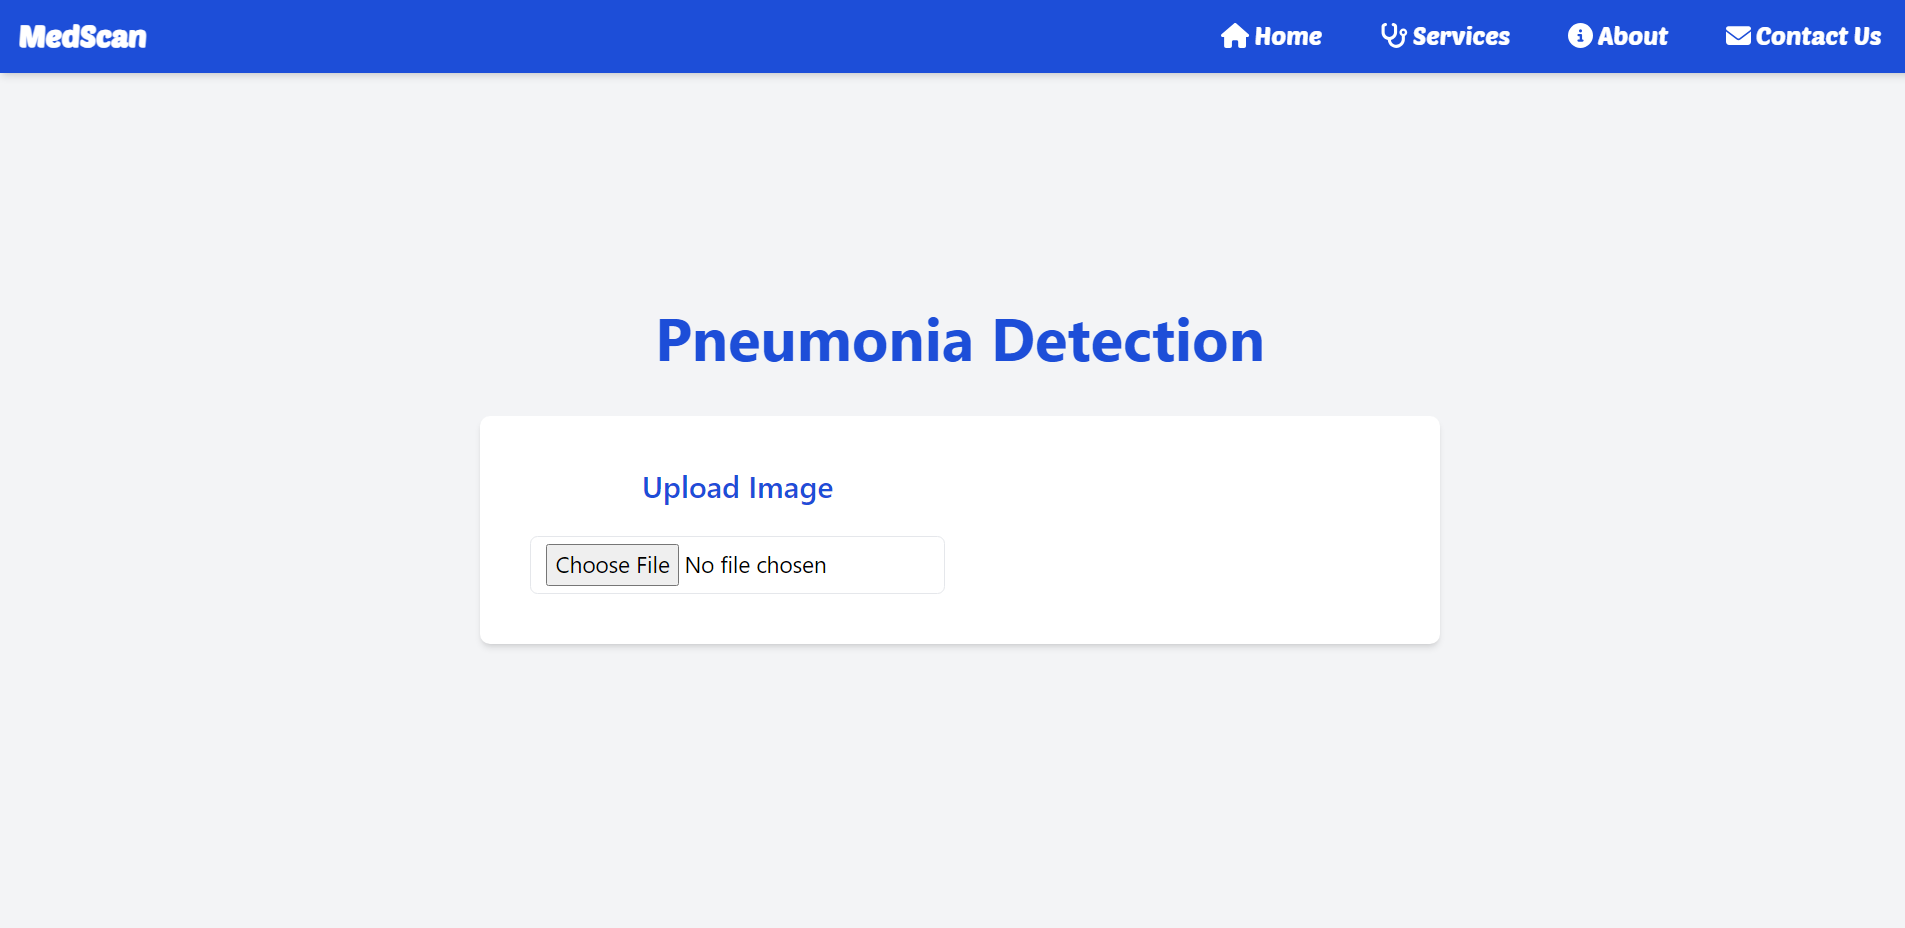 MedScan Home Services About Contact Us
Pneumonia Detection
Upload Image
Choose File No file chosen